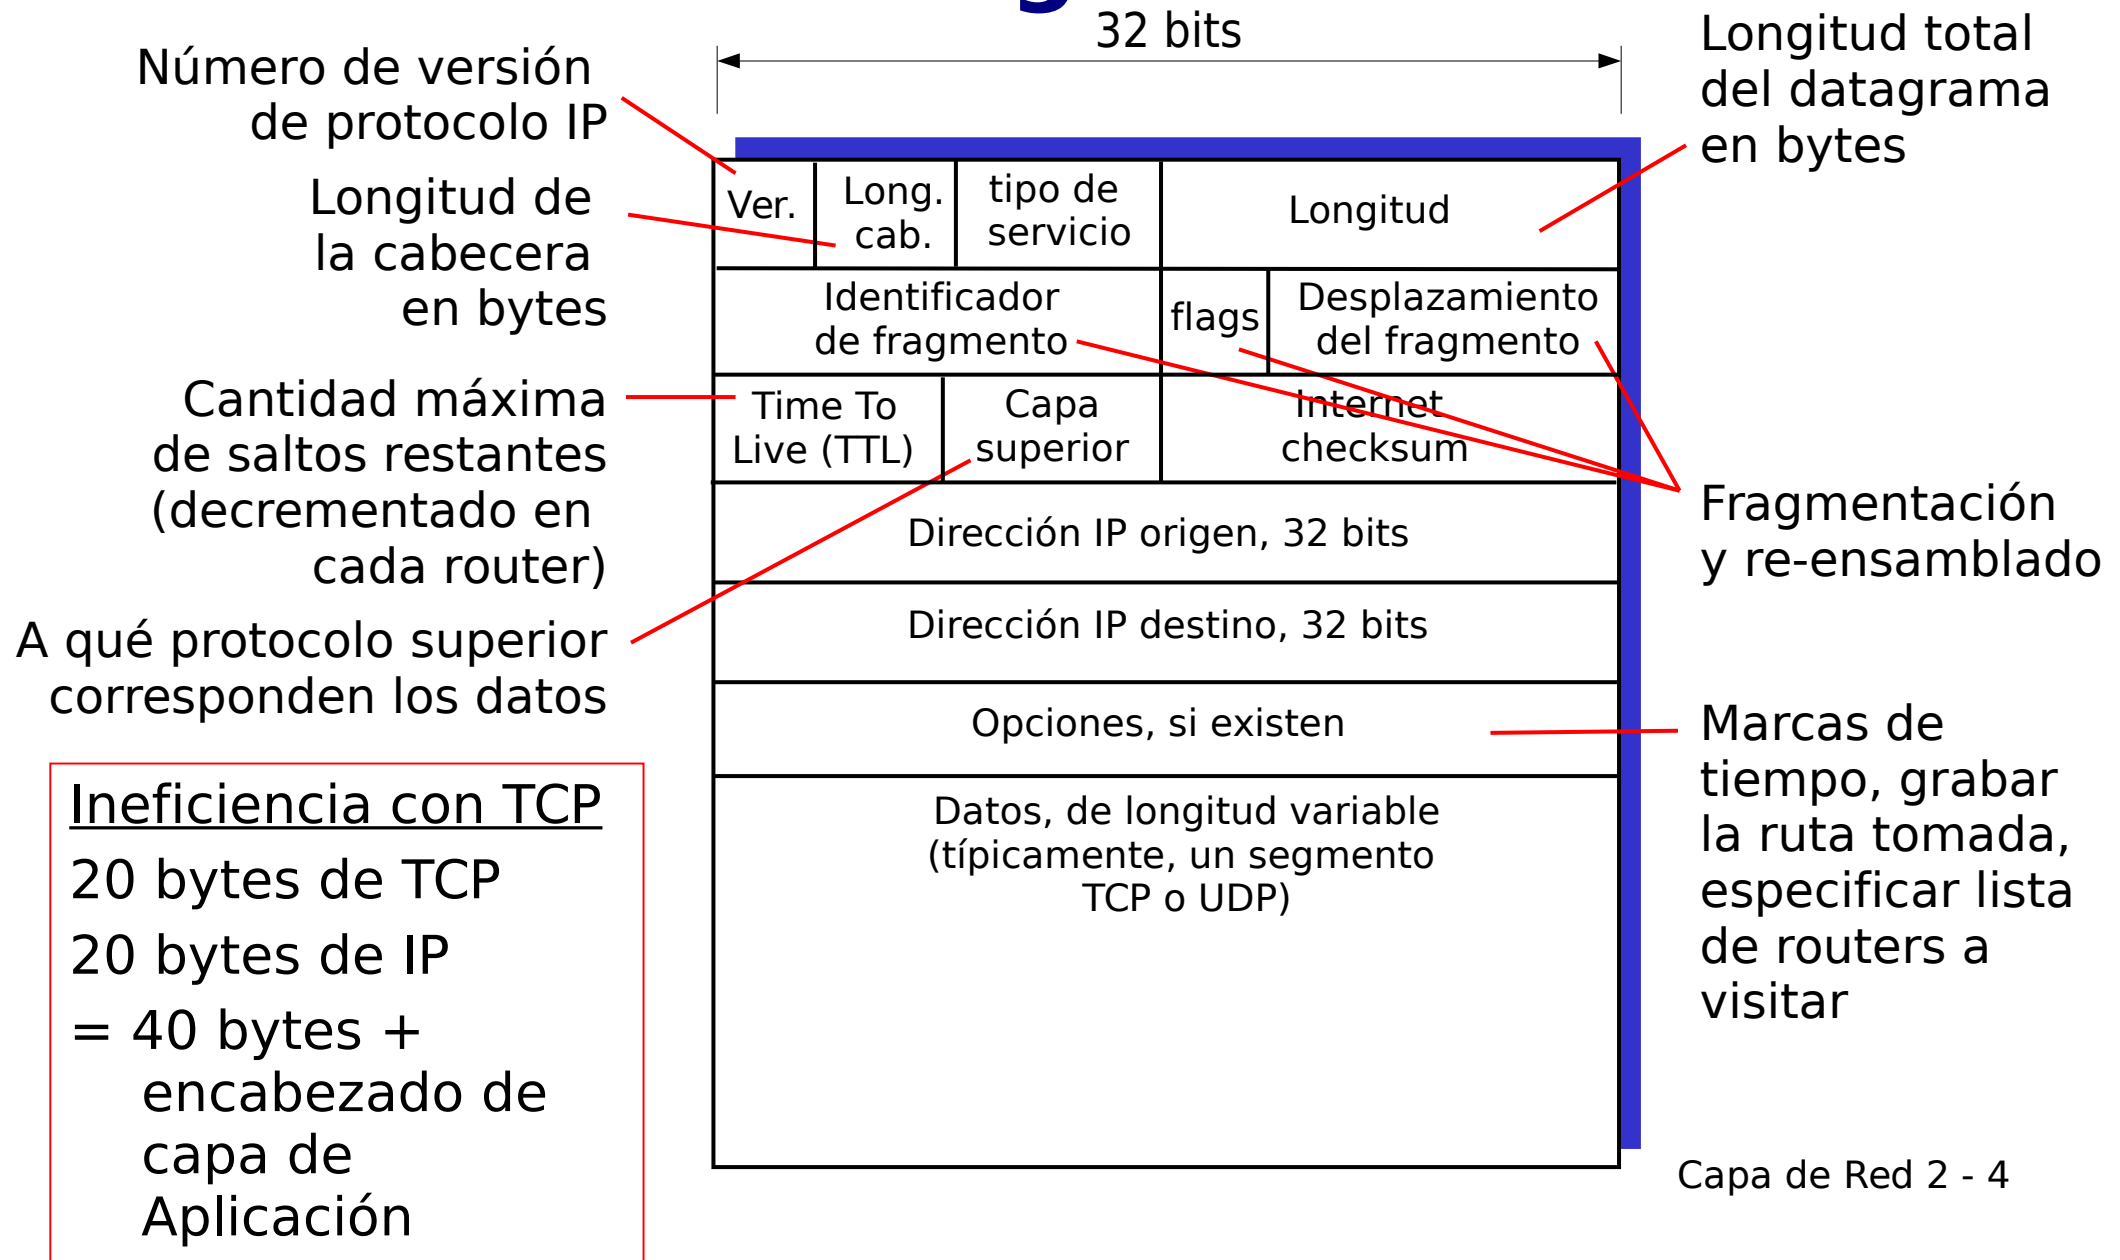 32 bits
Número de versión
de protocolo IP
Longitud de
la cabecera
en bytes
Cantidad máxima
de saltos restantes
(decrementado en
cada router)
A qué protocolo superior
corresponden los datos
Ineficiencia con TCP
20 bytes de TCP
20 bytes de IP
= 40 bytes +
encabezado de
capa de
Aplicación
Ver.
Long.
cab.
tipo de
servicio
Longitud
Identificador
de fragmento
flags
Desplazamiento
del fragmento
Time To
Live (TTL)
Capa
superior
Internet
checksum
Dirección IP origen, 32 bits
Dirección IP destino, 32 bits
Opciones, si existen
Datos, de longitud variable
(típicamente, un segmento
TCP o UDP)
Longitud total
del datagrama
en bytes
Fragmentación
y re-ensamblado
Marcas de
tiempo, grabar
la ruta tomada,
especificar lista
de routers a
visitar
Capa de Red 2 - 4